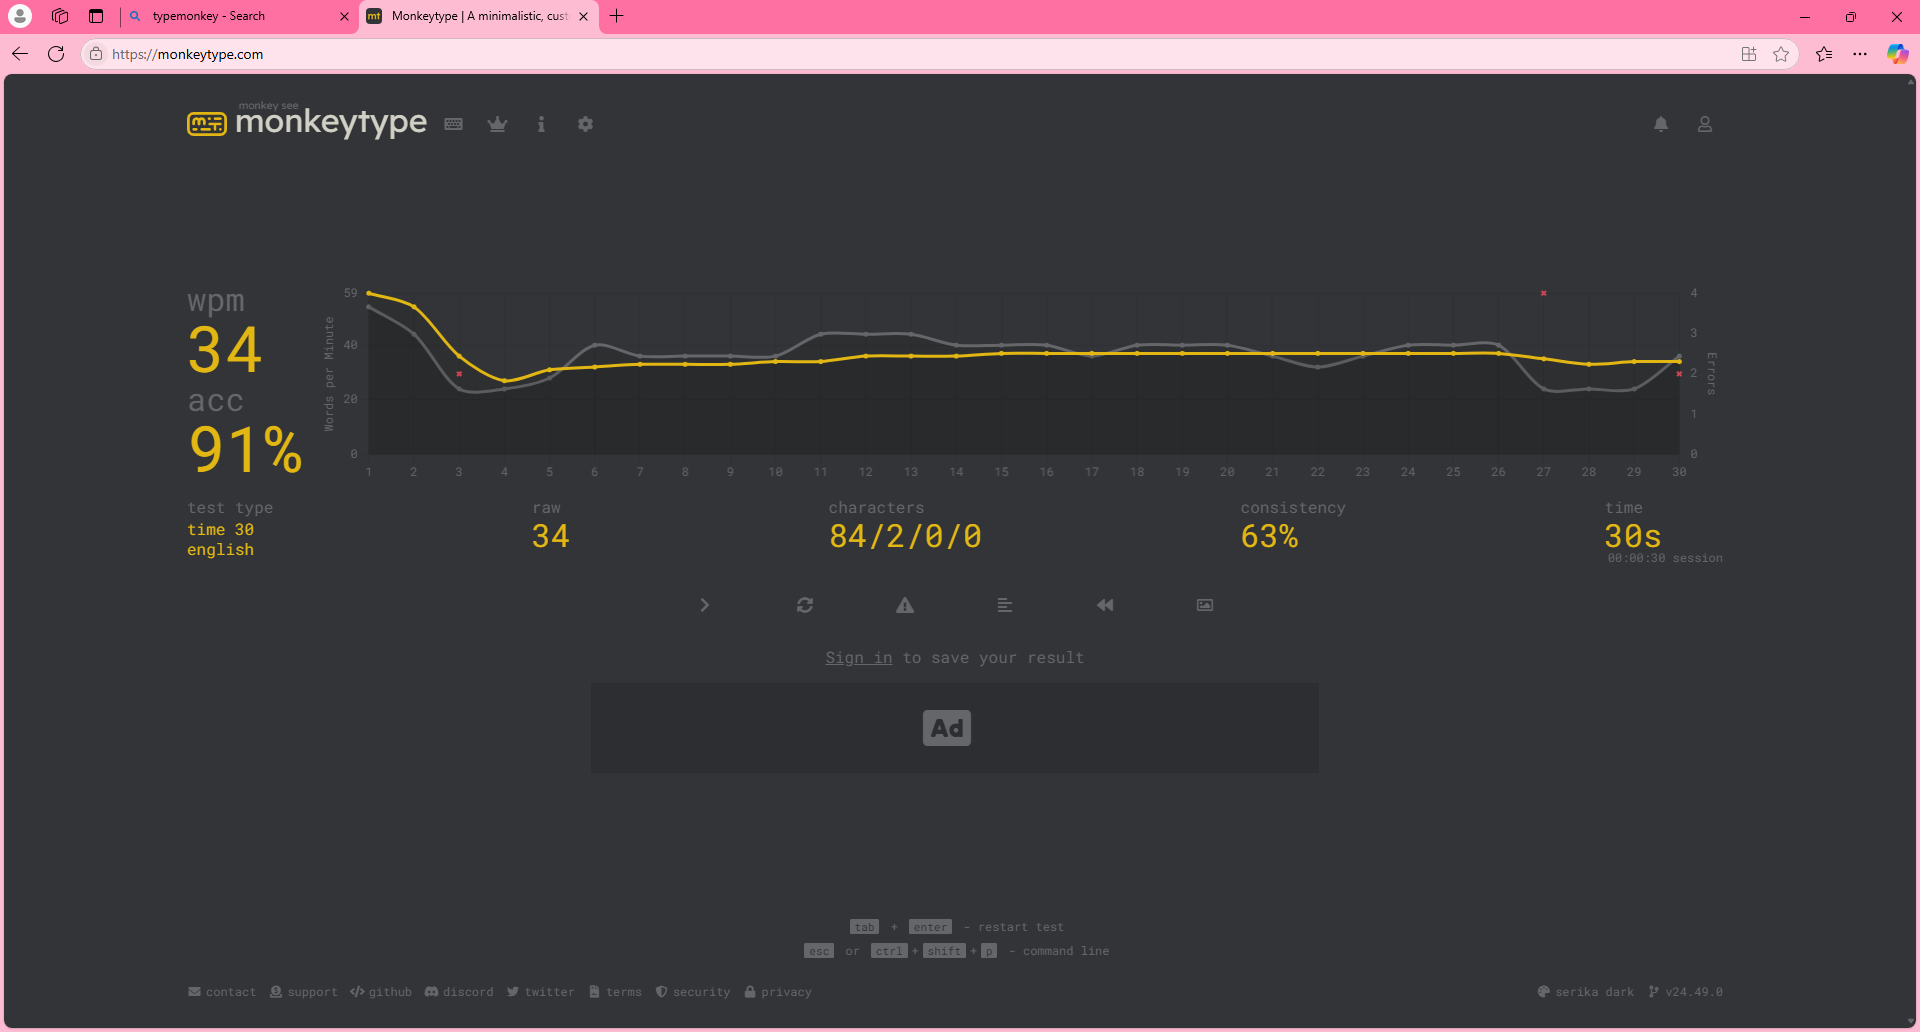 typemonkey - Search
Monkeytype | A minimalistic, cust
https://monkeytype.com
monkey see
monkeytype
wpm
34
acc
91%
Words per Minute
59
40
20
0
4
3
2
1
0
Errors
1 2 3 4 5 6 7 8 9 10 11 12 13 14 15 16 17 18 19 20 21 22 23 24 25 26 27 28 29 30
test type
time 30
english
raw
34
characters
84/2/0/0
consistency
63%
time
30s
00:00:30 session
Sign in to save your result
Ad
tab + enter - restart test
esc or ctrl + shift + p - command line
contact support github discord twitter terms security privacy serika dark v24.49.0